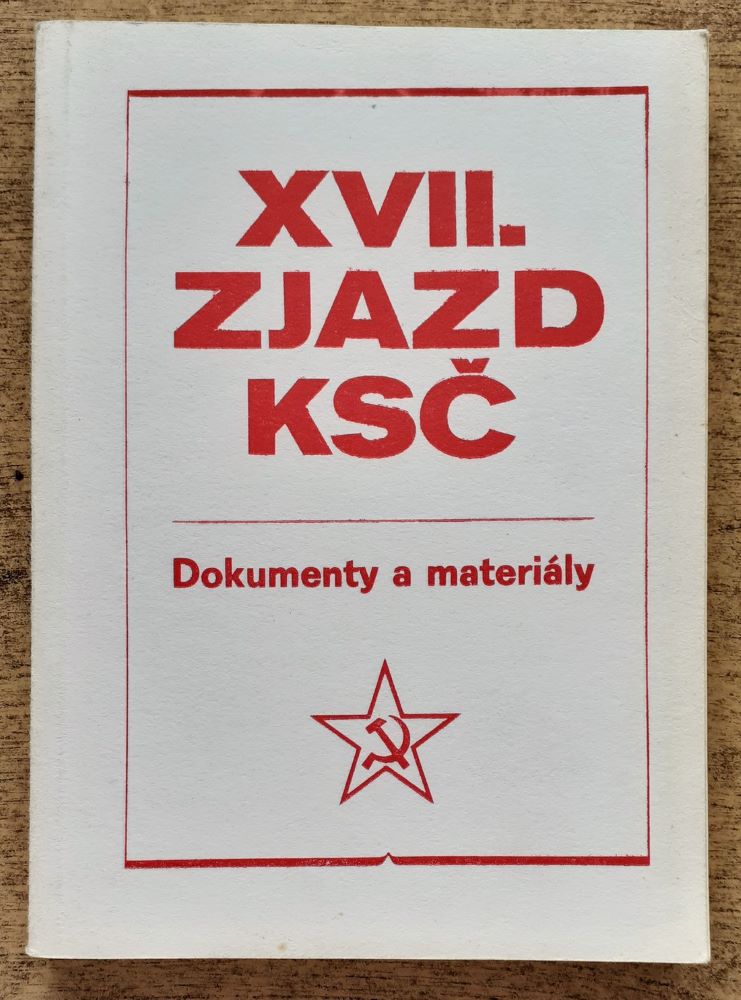 XVII.
ZJAZD
KSČ
Dokumenty a materiály